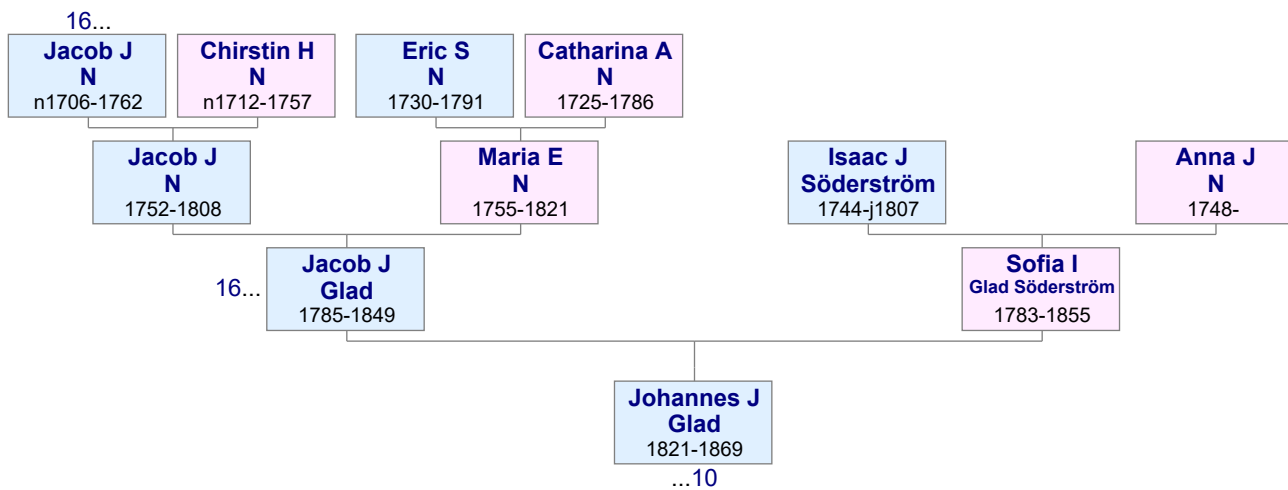 16...
Jacob J
N
n1706-1762
Chirstin H
N
n1712-1757
Eric S
N
1730-1791
Catharina A
N
1725-1786
Jacob J
N
1752-1808
Maria E
N
1755-1821
Isaac J
Söderström
1744-j1807
Anna J
N
1748-
16...
Jacob J
Glad
1785-1849
Sofia I
Glad Söderström
1783-1855
Johannes J
Glad
1821-1869
...10